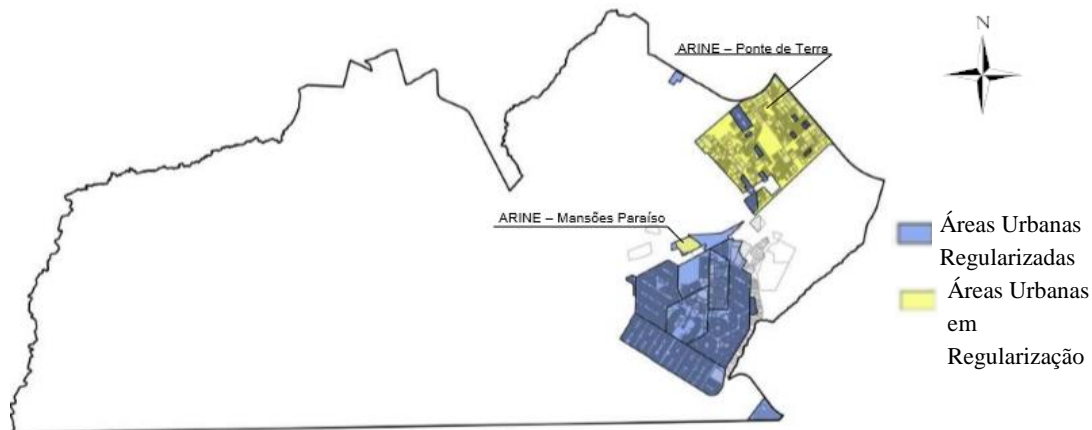 ARINE – Ponte de Terra
N
ARINE – Mansões Paraíso
Áreas Urbanas
Regularizadas
Áreas Urbanas
em
Regularização